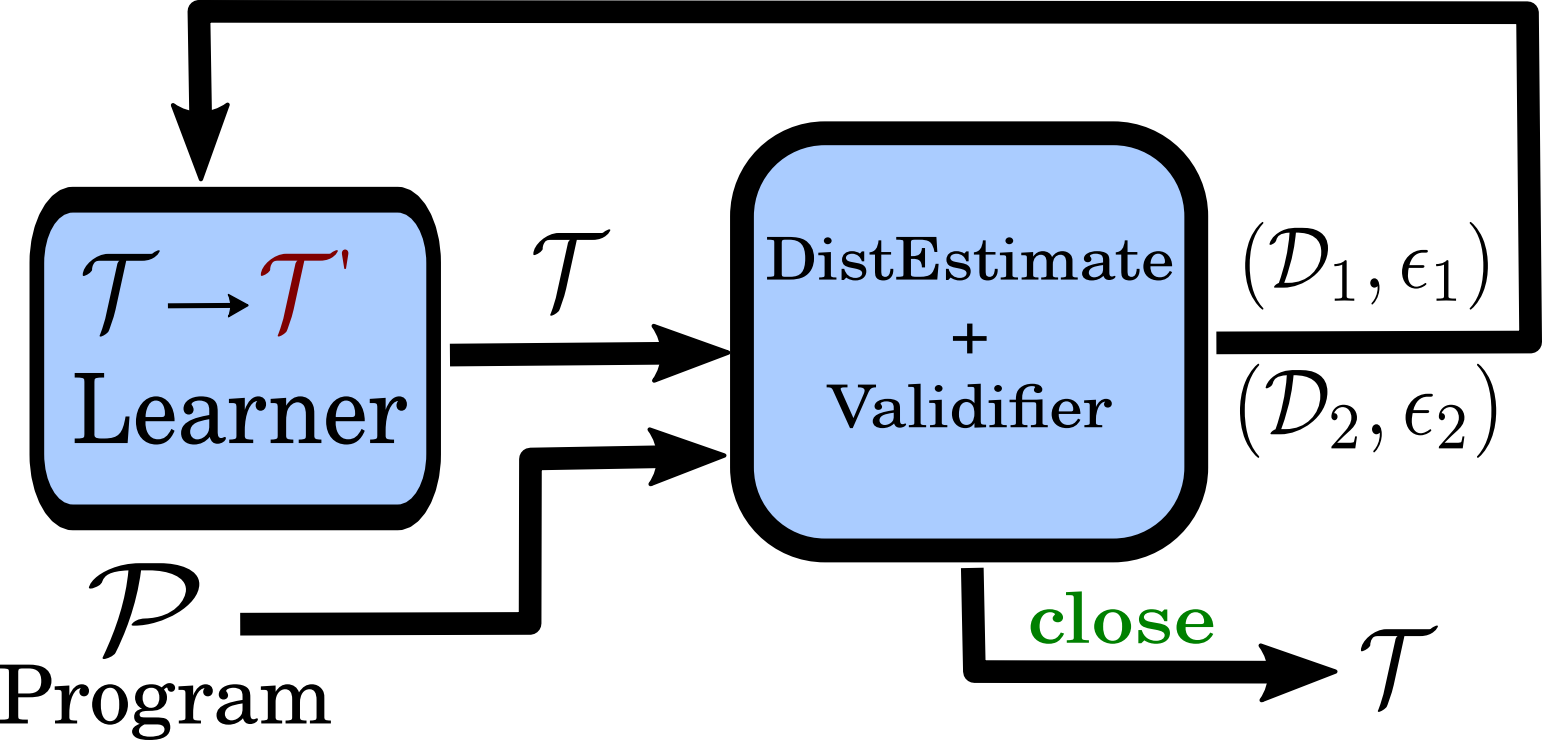 𝒯 → 𝒯'
Learner
𝒯
DistEstimate
+
Validifier
(𝒟₁, ϵ₁)
(𝒟₂, ϵ₂)
𝒫
Program
close
𝒯